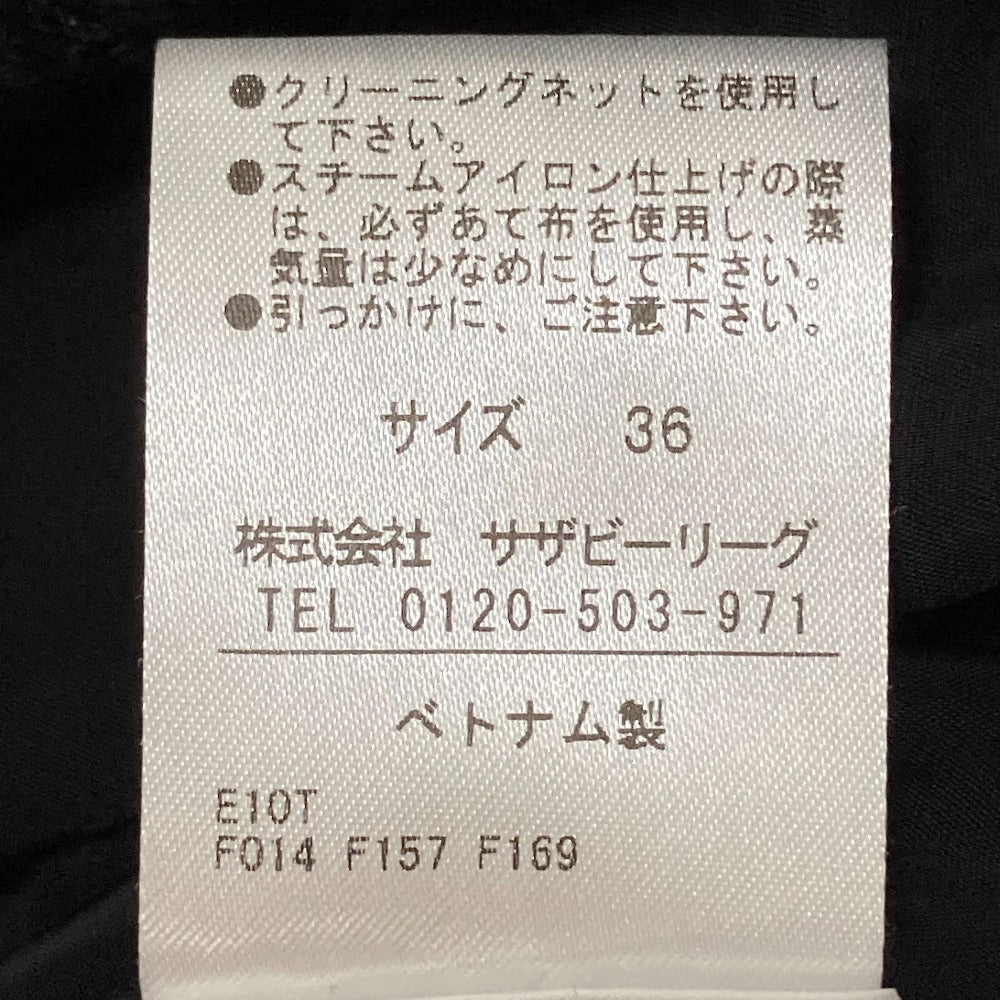 ●クリーニングネットを使用し
て下さい。
●スチームアイロン仕上げの際
は、必ずあて布を使用し、蒸
気量は少なめにして下さい。
●引っかけに、ご注意下さい。
サイズ 36
株式会社 サザビーリーグ
TEL 0120-503-971
ベトナム製
E10T
F014 F157 F169